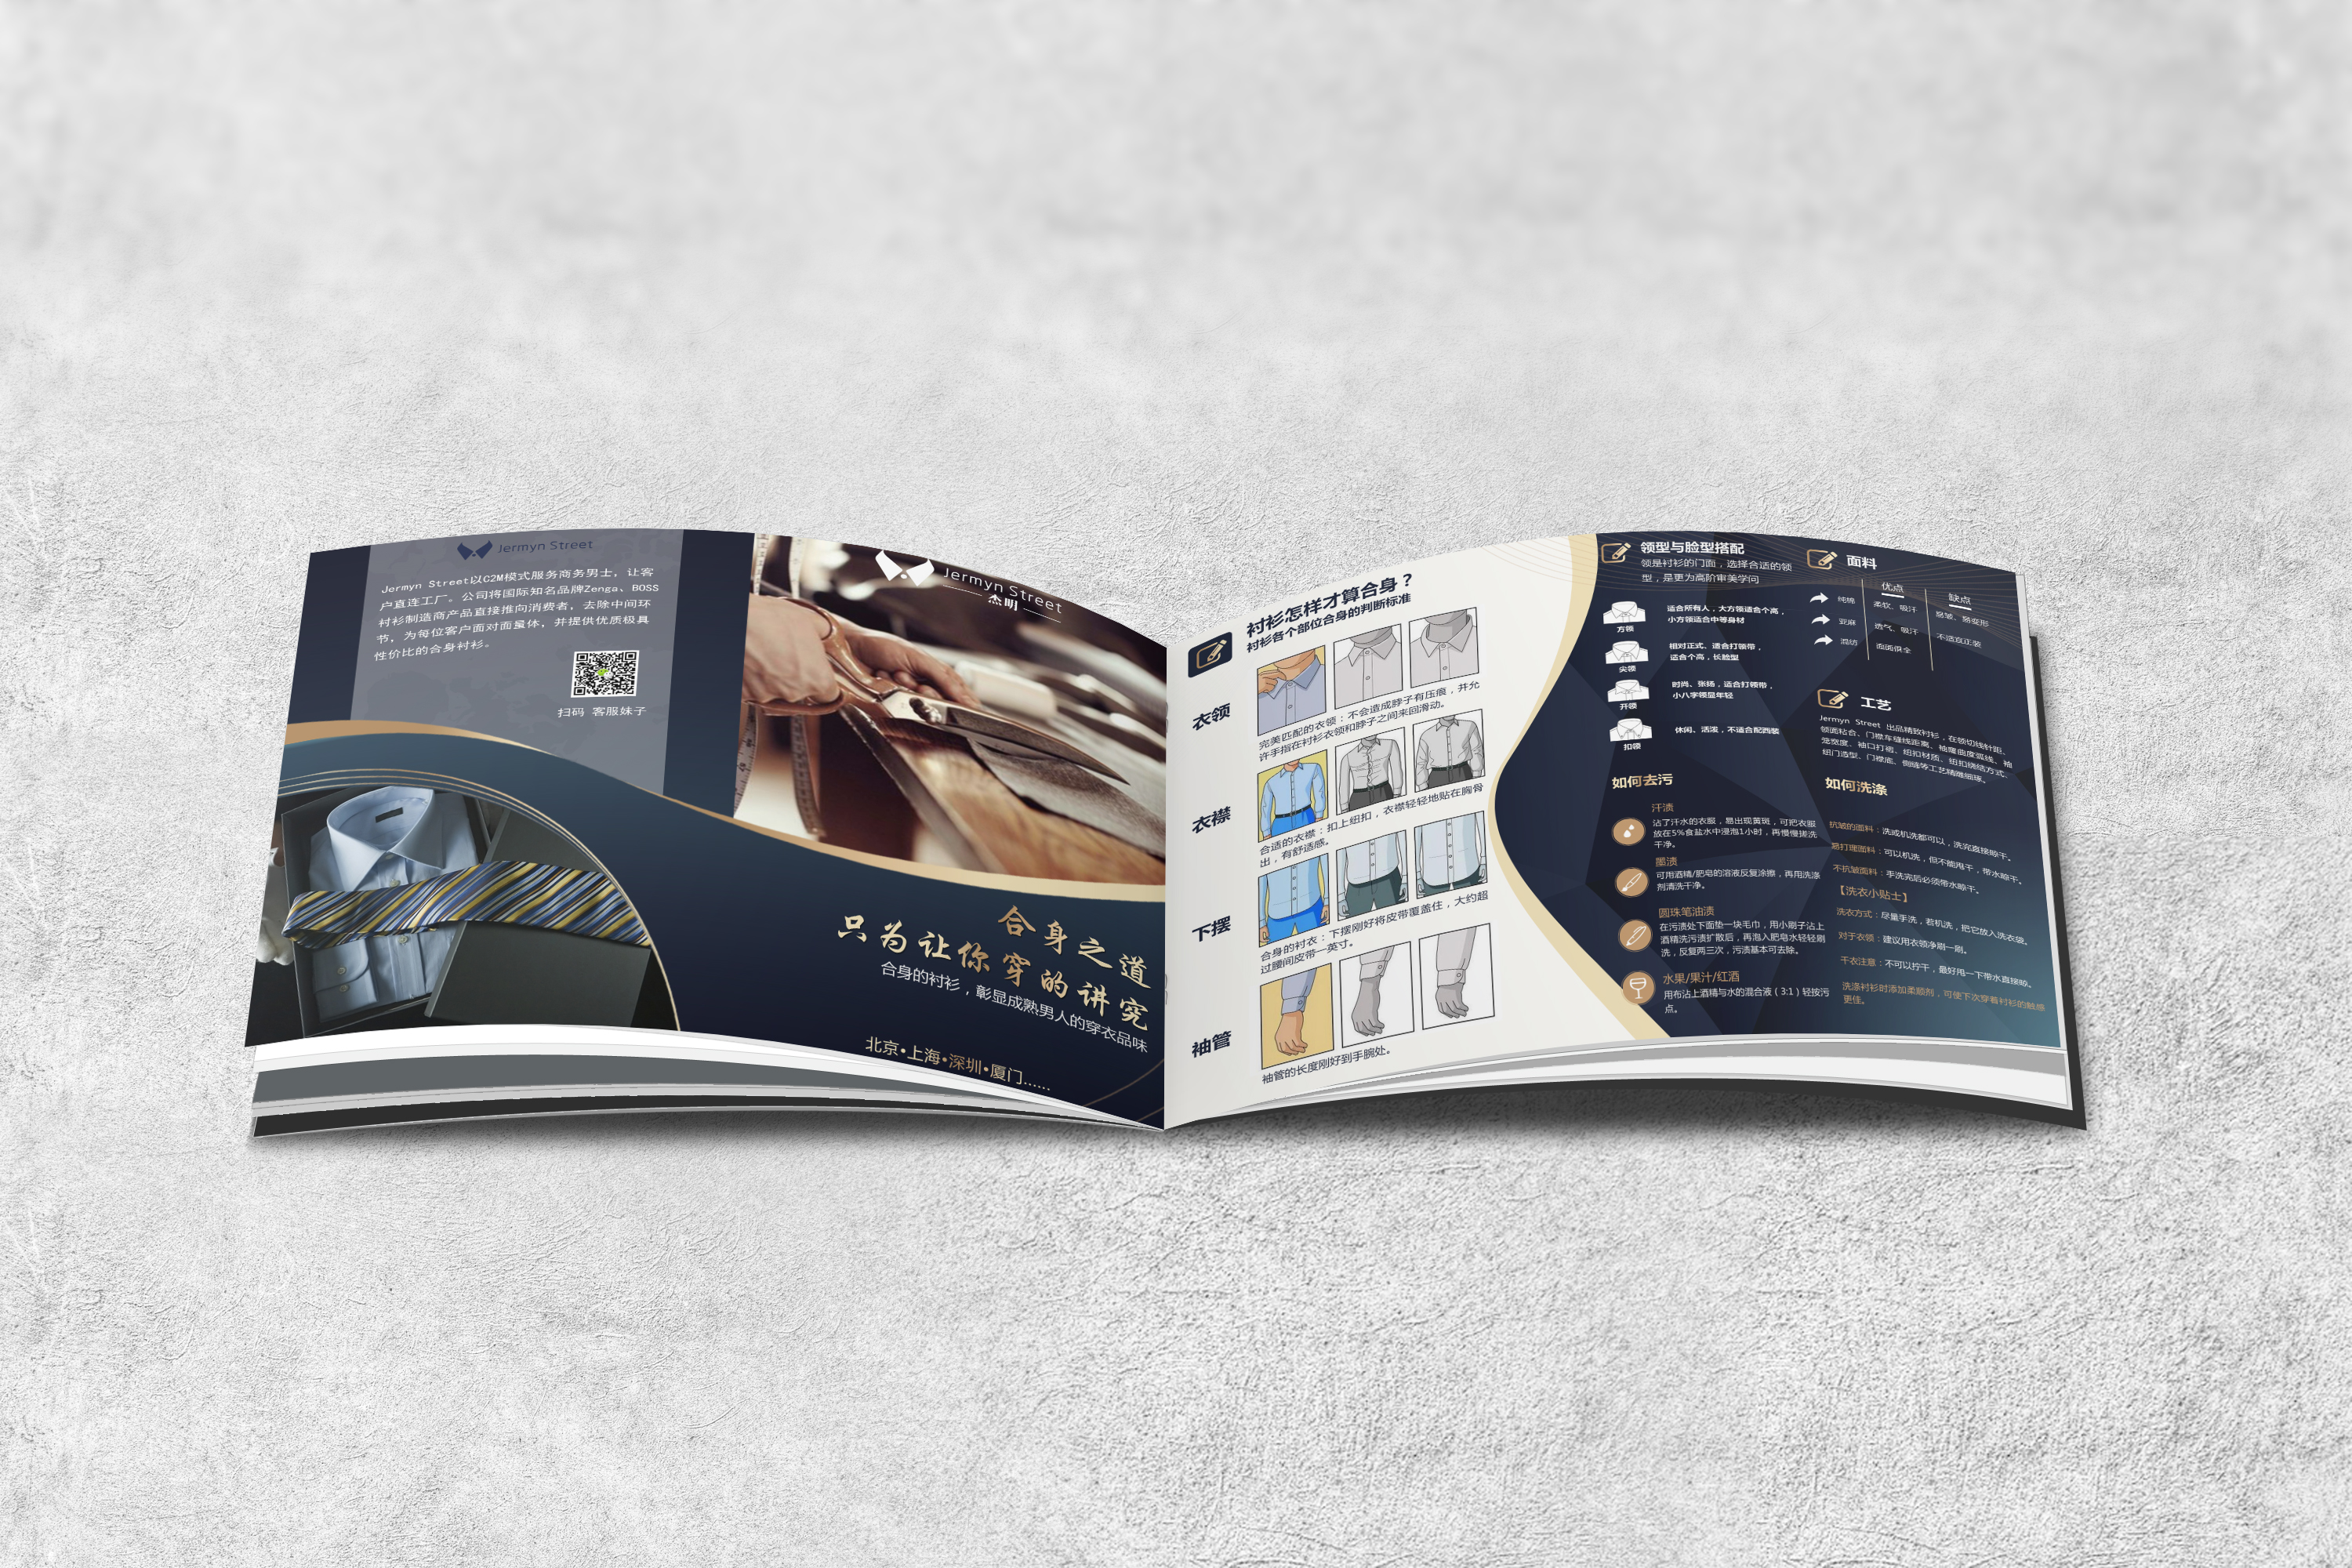 Jermyn Street
Jermyn Street以C2M模式服务商务男士，让客
户直连工厂。公司将国际知名品牌Zenga、BOSS
衬衫制造商产品直接推向消费者，去除中间环
节，为每位客户面对面量体，并提供优质极具
性价比的合身衬衫。
扫码 客服妹子
Jermyn Street
杰明
合身之道
只为让你穿的讲究
合身的衬衫，彰显成熟男人的穿衣品味
北京•上海•深圳•厦门......
衬衫怎样才算合身？
衬衫各个部位合身的判断标准
衣领
完美匹配的衣领：不会造成脖子有压痕，并允
许手指在衬衫衣领和脖子之间来回滑动。
衣襟
合适的衣襟：扣上纽扣，衣襟轻轻地贴在胸骨
出，有舒适感。
下摆
合身的衬衣：下摆刚好将皮带覆盖住，大约超
过腰间皮带一英寸。
袖管
袖管的长度刚好到手腕处。
领型与脸型搭配
领是衬衫的门面，选择合适的领
型，是更为高阶审美学问
方领
适合所有人，大方领适合个高，
小方领适合中等身材
尖领
相对正式、适合打领带，
适合个高，长脸型
开领
时尚、张扬，适合打领带，
小八字领显年轻
扣领
休闲、活泼，不适合配西装
如何去污
汗渍
沾了汗水的衣服，易出现黄斑，可把衣服
放在5%食盐水中浸泡1小时，再慢慢搓洗
干净。
墨渍
可用酒精/肥皂的溶液反复涂擦，再用洗涤
剂清洗干净。
圆珠笔油渍
在污渍处下面垫一块毛巾，用小刷子沾上
酒精洗污渍扩散后，再泡入肥皂水轻轻刷
洗，反复两三次，污渍基本可去除。
水果/果汁/红酒
用布沾上酒精与水的混合液（3:1）轻按污
点。
面料
优点
缺点
纯棉
柔软、吸汗
易皱、易变形
亚麻
透气、吸汗
不适宜正装
混纺
面面俱全
工艺
Jermyn Street 出品精致衬衫，在领切线针距、
领面粘合、门襟车缝线距离、袖窿曲度弧线、袖
笼宽度、袖口打褶、纽扣材质、纽扣绕结方式、
纽门造型、门襟底、侧缝等工艺精雕细琢。
如何洗涤
抗皱的面料：洗或机洗都可以，洗完直接晾干。
易打理面料：可以机洗，但不能甩干，带水晾干。
不抗皱面料：手洗完后必须带水晾干。
【洗衣小贴士】
洗衣方式：尽量手洗，若机洗，把它放入洗衣袋。
对于衣领：建议用衣领净刷一刷。
干衣注意：不可以拧干，最好甩一下带水直接晾。
洗涤衬衫时添加柔顺剂，可使下次穿着衬衫的触感
更佳。